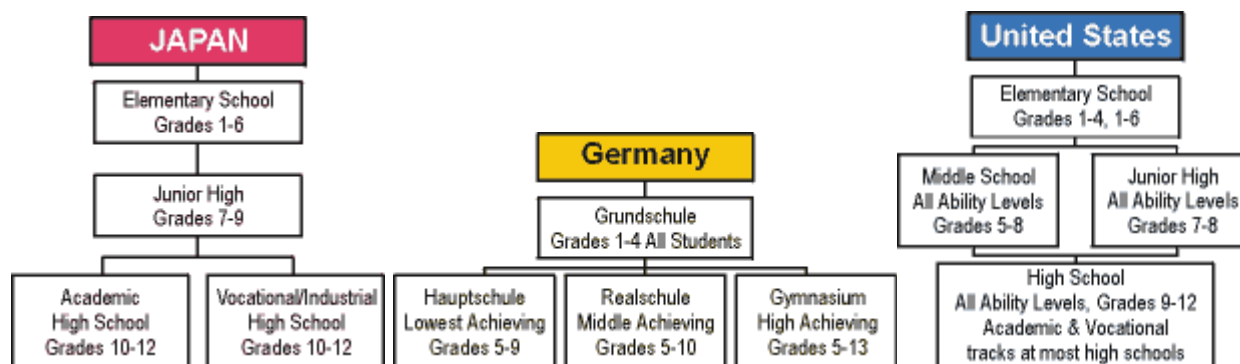 JAPAN
Elementary School
Grades 1-6
Junior High
Grades 7-9
Academic
High School
Grades 10-12
Vocational/Industrial
High School
Grades 10-12
Germany
Grundschule
Grades 1-4 All Students
Hauptschule
Lowest Achieving
Grades 5-9
Realschule
Middle Achieving
Grades 5-10
Gymnasium
High Achieving
Grades 5-13
United States
Elementary School
Grades 1-4, 1-6
Middle School
All Ability Levels
Grades 5-8
Junior High
All Ability Levels
Grades 7-8
High School
All Ability Levels, Grades 9-12
Academic & Vocational
tracks at most high schools